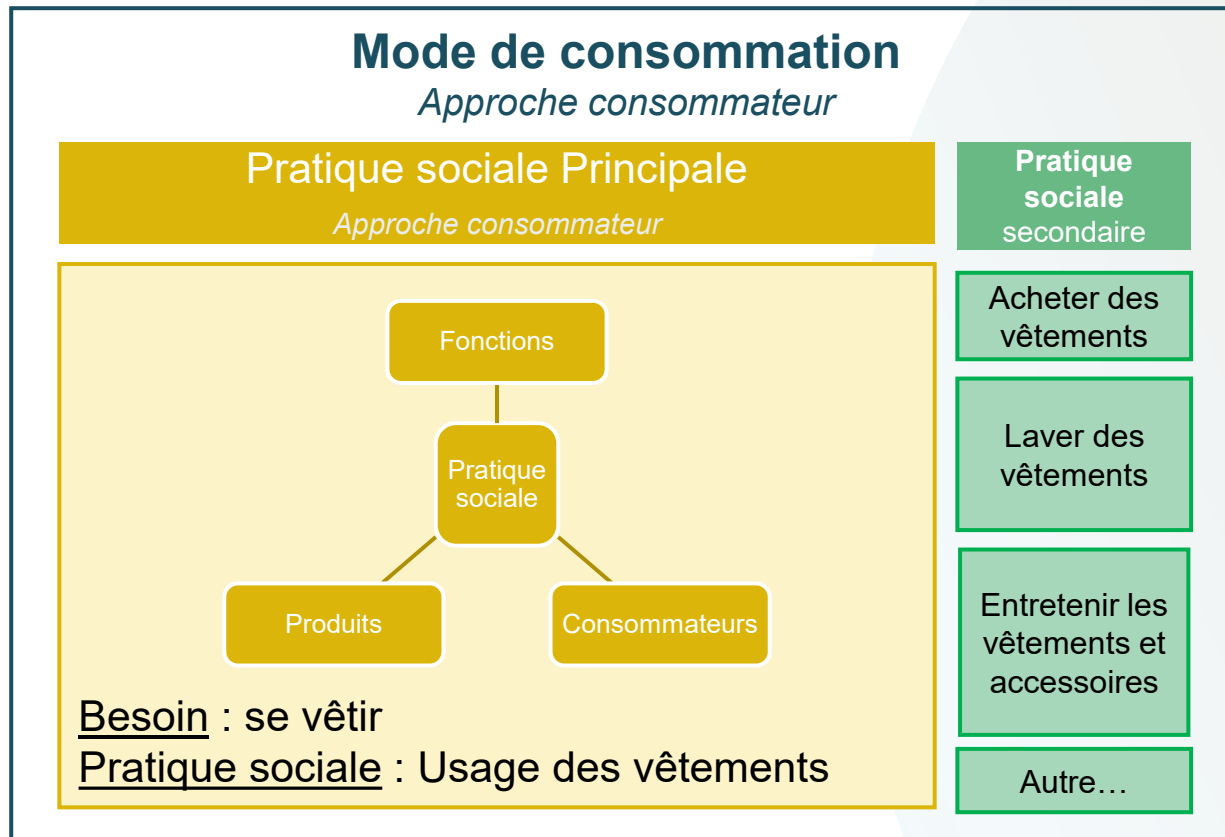 Mode de consommation
Approche consommateur
Pratique sociale Principale
Approche consommateur
Fonctions
Pratique
sociale
Produits
Consommateurs
Besoin : se vêtir
Pratique sociale : Usage des vêtements
Pratique
sociale
secondaire
Acheter des
vêtements
Laver des
vêtements
Entretenir les
vêtements et
accessoires
Autre…